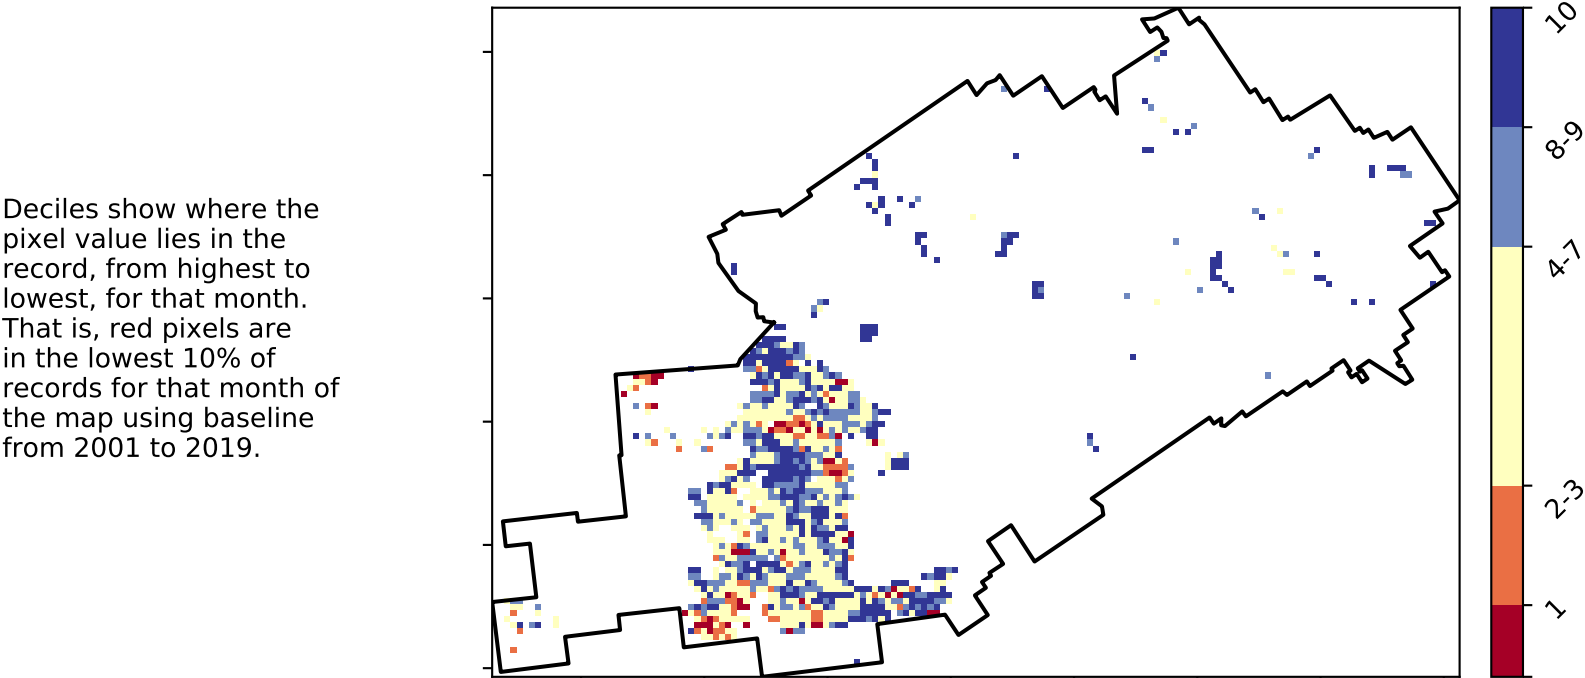 Deciles show where the
pixel value lies in the
record, from highest to
lowest, for that month.
That is, red pixels are
in the lowest 10% of
records for that month of
the map using baseline
from 2001 to 2019.
10
8-9
4-7
2-3
1